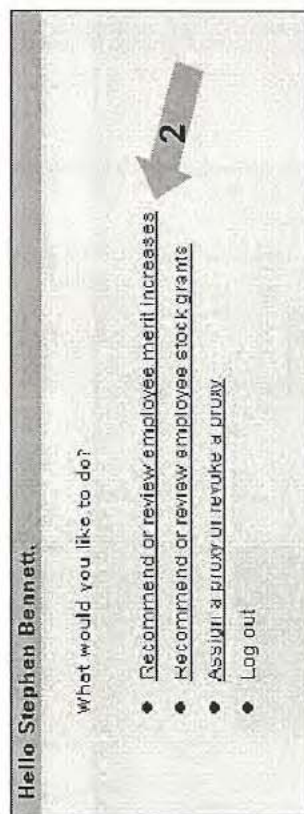 Hello Stephen Bennett,
What would you like to do?
Recommend or review employee merit increases
Recommend or review employee stock grants
Assign a proxy or revoke a proxy
Log out
2